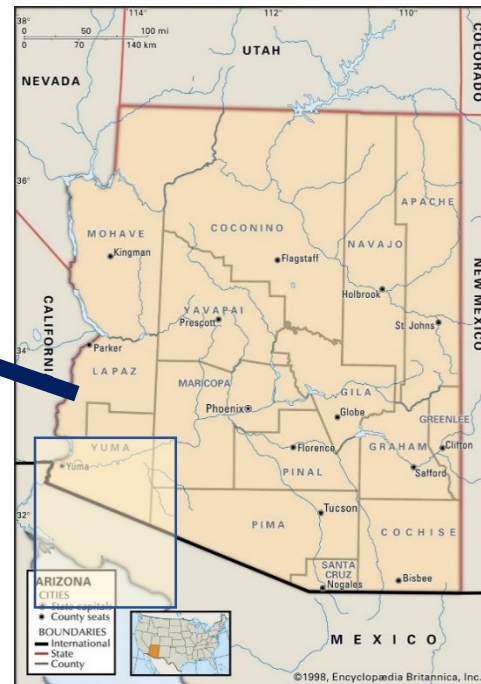 114° 112° 110°
0 50 100 mi
0 70 140 km
UTAH
COLORADO
NEVADA
36°
APACHE
MOHAVE
COCONINO
NAVAJO
Kingman
Flagstaff
NEW MEXICO
Holbrook
YAVAPAI
Prescott
St Johns
CALIFORNI
34°
Parker
LA PAZ
MARICOPA
GILA
Phoenix
Globe
GREENLEE
YUMA
Florence
GRAHAM
Clifton
Yuma
PINAL
Safford
32°
Tucson
PIMA
COCHISE
SANTA
CRUZ
Bisbee
Nogales
ARIZONA
CITIES
State capitals
County seats
BOUNDARIES
International
State
County
MEXICO
©1998, Encyclopædia Britannica, Inc.